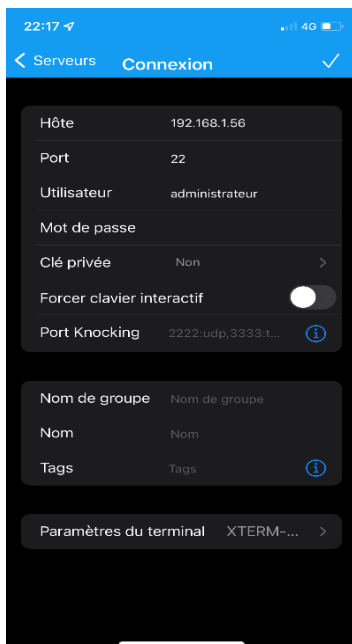 22:17 4G
Serveurs Connexion
Hôte 192.168.1.56
Port 22
Utilisateur administrateur
Mot de passe
Clé privée Non
Forcer clavier interactif
Port Knocking 2222:udp,3333:t...
Nom de groupe Nom de groupe
Nom Nom
Tags Tags
Paramètres du terminal XTERM-...